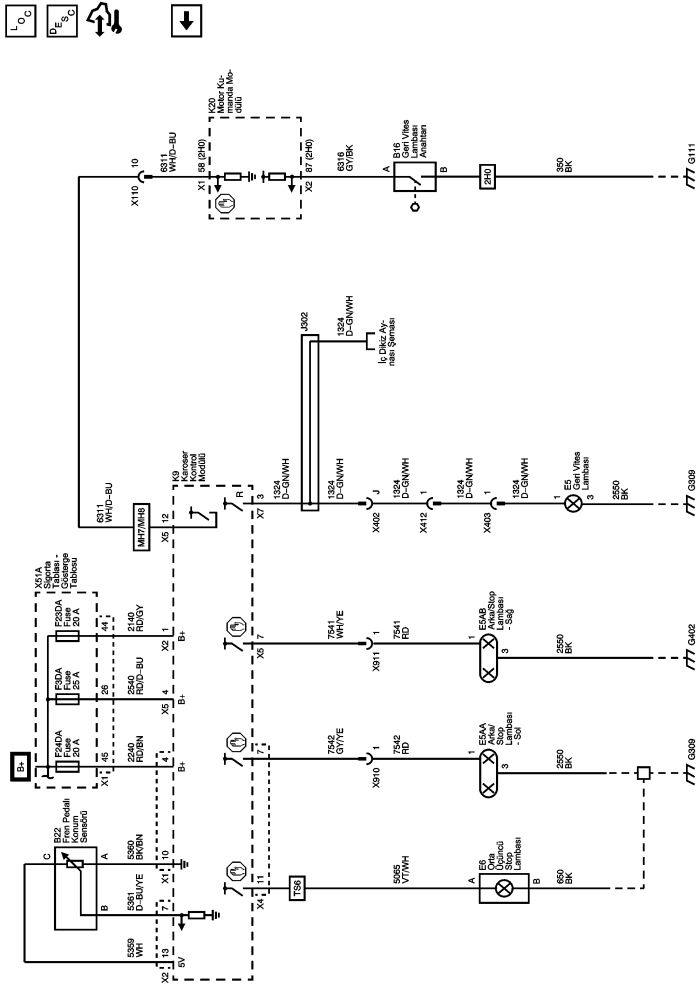 LOC
DESC
B+
B22
Fren Pedalı
Konum
Sensörü
C
A
B
5359
WH
5361
D-BU/YE
5360
BK/BN
X2
13
5V
7
X1
10
X51A
Sigorta
Tablası -
Gösterge
Tablosu
F24DA
Fuse
20 A
F3DA
Fuse
25 A
F23DA
Fuse
20 A
X1
45
26
44
2240
RD/BN
2540
RD/D-BU
2140
RD/GY
4
B+
X5
4
B+
X2
1
B+
6311
WH/D-BU
MH7/MH8
X5
12
K9
Karoser
Kontrol
Modülü
R
X4
11
7
X5
7
X7
3
TS6
5065
VT/WH
A
E6
Orta
Üçüncü
Stop
Lambası
B
650
BK
7542
GY/YE
X910
1
7542
RD
1
E5AA
Arka/
Stop
Lambası
- Sol
3
2550
BK
G309
7541
WH/YE
X911
1
7541
RD
1
E5AB
Arka/Stop
Lambası
- Sağ
3
2550
BK
G402
1324
D-GN/WH
J302
1324
D-GN/WH
İç Dikiz Ay-
nası Şeması
1324
D-GN/WH
X402
J
1324
D-GN/WH
X412
1
1324
D-GN/WH
X403
1
1324
D-GN/WH
1
E5
Geri Vites
Lambası
3
2550
BK
G309
X110
10
6311
WH/D-BU
X1
58 (2H0)
K20
Motor Ku-
manda Mo-
dülü
X2
87 (2H0)
6316
GY/BK
A
B16
Geri Vites
Lambası
Anahtarı
B
2H0
350
BK
G111